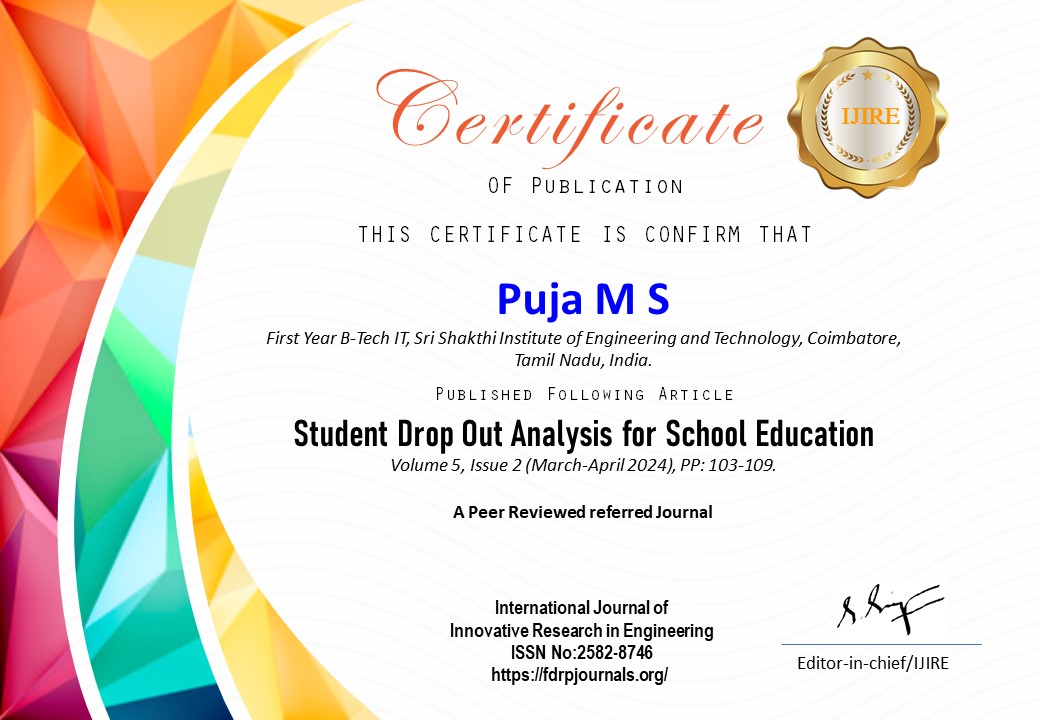 Certificate
IJIRE
OF PUBLICATION
THIS CERTIFICATE IS CONFIRM THAT
Puja M S
First Year B-Tech IT, Sri Shakthi Institute of Engineering and Technology, Coimbatore,
Tamil Nadu, India.
PUBLISHED FOLLOWING ARTICLE
Student Drop Out Analysis for School Education
Volume 5, Issue 2 (March-April 2024), PP: 103-109.
A Peer Reviewed referred Journal
International Journal of
Innovative Research in Engineering
ISSN No:2582-8746
https://fdrpjournals.org/
Editor-in-chief/IJIRE